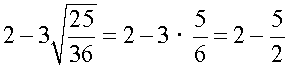 2 − 3√(25/36) = 2 − 3 · 5/6 = 2 − 5/2